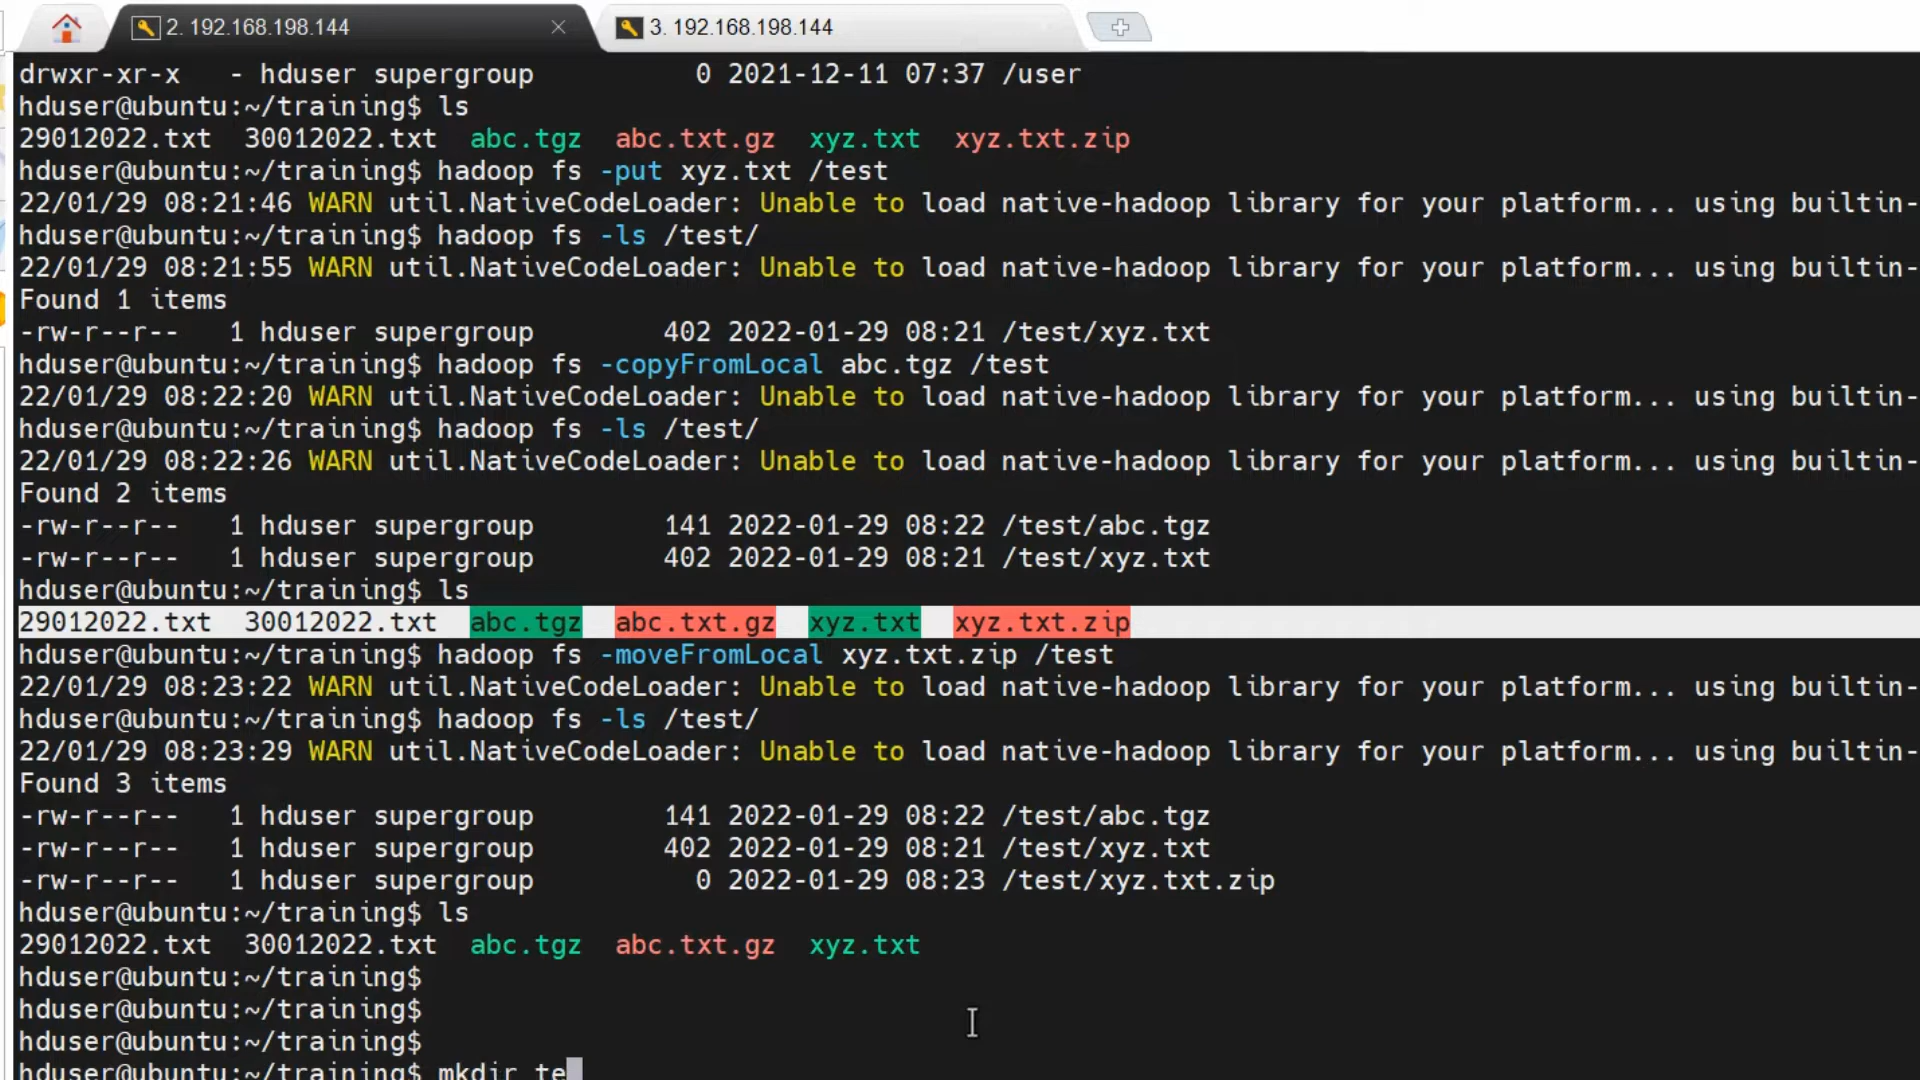 2. 192.168.198.144
3. 192.168.198.144
drwxr-xr-x   - hduser supergroup          0 2021-12-11 07:37 /user
hduser@ubuntu:~/training$ ls
29012022.txt  30012022.txt  abc.tgz  abc.txt.gz  xyz.txt  xyz.txt.zip
hduser@ubuntu:~/training$ hadoop fs -put xyz.txt /test
22/01/29 08:21:46 WARN util.NativeCodeLoader: Unable to load native-hadoop library for your platform... using builtin-
hduser@ubuntu:~/training$ hadoop fs -ls /test/
22/01/29 08:21:55 WARN util.NativeCodeLoader: Unable to load native-hadoop library for your platform... using builtin-
Found 1 items
-rw-r--r--   1 hduser supergroup        402 2022-01-29 08:21 /test/xyz.txt
hduser@ubuntu:~/training$ hadoop fs -copyFromLocal abc.tgz /test
22/01/29 08:22:20 WARN util.NativeCodeLoader: Unable to load native-hadoop library for your platform... using builtin-
hduser@ubuntu:~/training$ hadoop fs -ls /test/
22/01/29 08:22:26 WARN util.NativeCodeLoader: Unable to load native-hadoop library for your platform... using builtin-
Found 2 items
-rw-r--r--   1 hduser supergroup        141 2022-01-29 08:22 /test/abc.tgz
-rw-r--r--   1 hduser supergroup        402 2022-01-29 08:21 /test/xyz.txt
hduser@ubuntu:~/training$ ls
29012022.txt  30012022.txt  abc.tgz  abc.txt.gz  xyz.txt  xyz.txt.zip
hduser@ubuntu:~/training$ hadoop fs -moveFromLocal xyz.txt.zip /test
22/01/29 08:23:22 WARN util.NativeCodeLoader: Unable to load native-hadoop library for your platform... using builtin-
hduser@ubuntu:~/training$ hadoop fs -ls /test/
22/01/29 08:23:29 WARN util.NativeCodeLoader: Unable to load native-hadoop library for your platform... using builtin-
Found 3 items
-rw-r--r--   1 hduser supergroup        141 2022-01-29 08:22 /test/abc.tgz
-rw-r--r--   1 hduser supergroup        402 2022-01-29 08:21 /test/xyz.txt
-rw-r--r--   1 hduser supergroup          0 2022-01-29 08:23 /test/xyz.txt.zip
hduser@ubuntu:~/training$ ls
29012022.txt  30012022.txt  abc.tgz  abc.txt.gz  xyz.txt
hduser@ubuntu:~/training$
hduser@ubuntu:~/training$
hduser@ubuntu:~/training$
hduser@ubuntu:~/training$ mkdir te